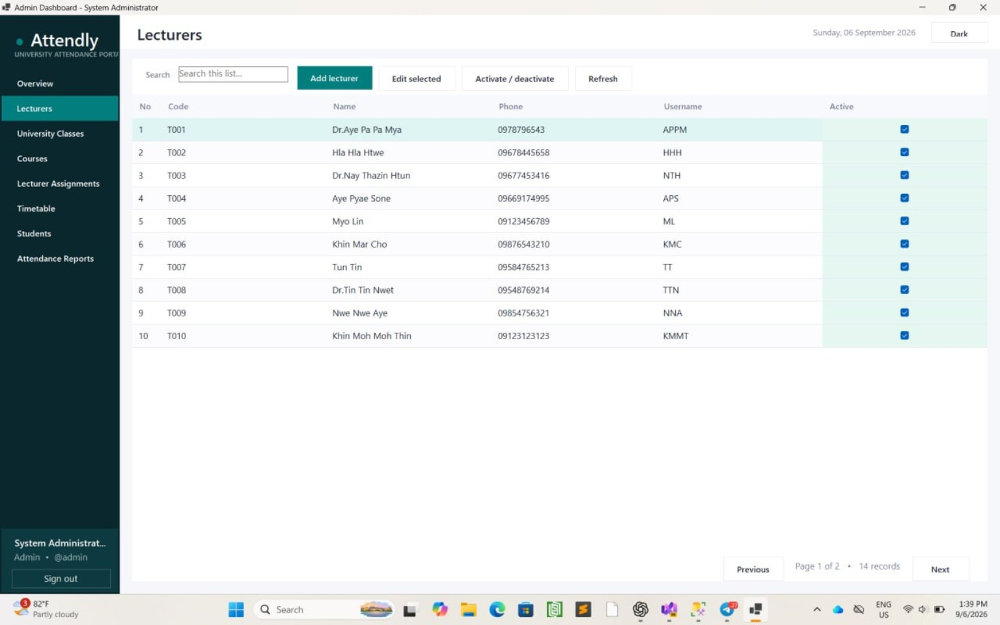 Admin Dashboard - System Administrator
Attendly
UNIVERSITY ATTENDANCE PORTA
Overview
Lecturers
University Classes
Courses
Lecturer Assignments
Timetable
Students
Attendance Reports
System Administrat...
Admin • @admin
Sign out
Lecturers
Sunday, 06 September 2026
Dark
Search
Search this list...
Add lecturer
Edit selected
Activate / deactivate
Refresh
No Code Name Phone Username Active
1 T001 Dr.Aye Pa Pa Mya 0978796543 APPM
2 T002 Hla Hla Htwe 09678445658 HHH
3 T003 Dr.Nay Thazin Htun 09677453416 NTH
4 T004 Aye Pyae Sone 09669174995 APS
5 T005 Myo Lin 09123456789 ML
6 T006 Khin Mar Cho 09876543210 KMC
7 T007 Tun Tin 09584765213 TT
8 T008 Dr.Tin Tin Nwet 09548769214 TTN
9 T009 Nwe Nwe Aye 09854756321 NNA
10 T010 Khin Moh Moh Thin 09123123123 KMMT
Previous
Page 1 of 2 • 14 records
Next
3
82°F
Partly cloudy
Search
27
ENG
US
1:39 PM
9/6/2026